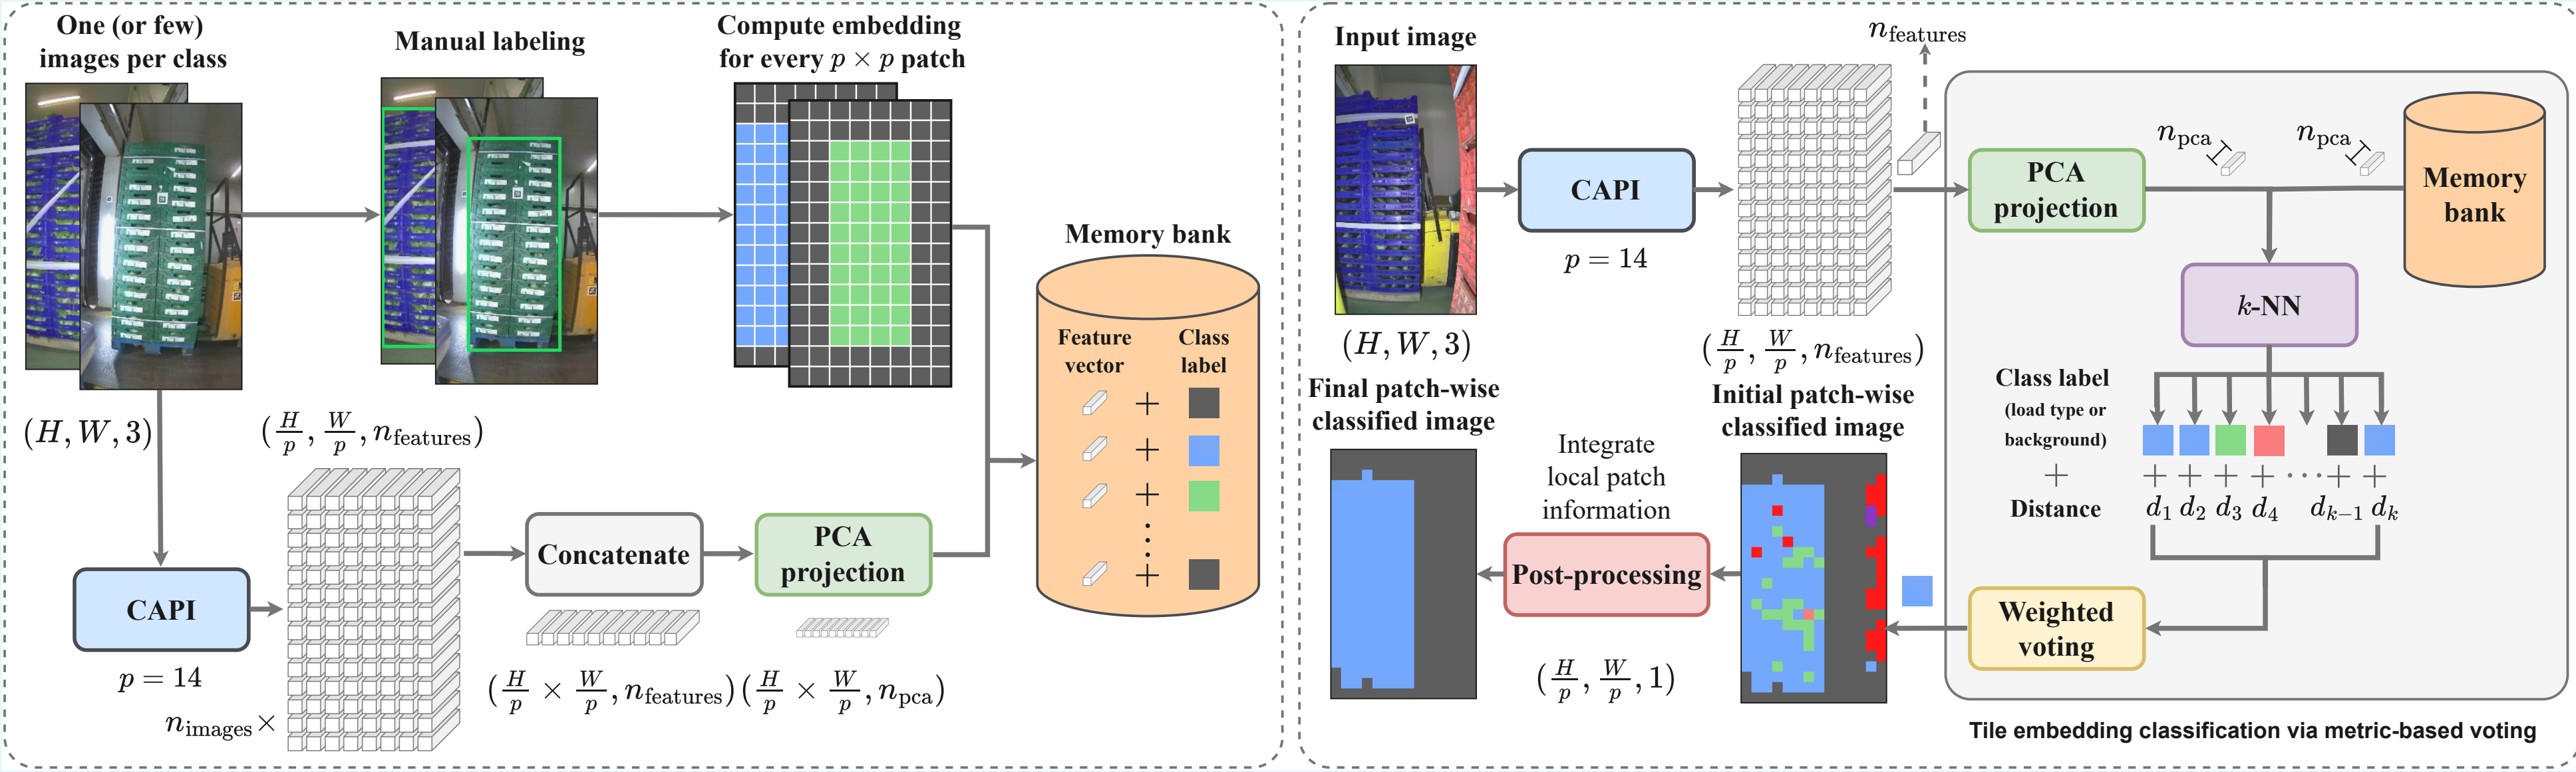 One (or few)
images per class
Manual labeling
Compute embedding
for every p × p patch
(H, W, 3)
(H/p, W/p, n_features)
CAPI
p = 14
n_images ×
Concatenate
(H/p × W/p, n_features)
PCA
projection
(H/p × W/p, n_pca)
Memory bank
Feature
vector
Class
label
+
+
+
⋮
+
Input image
(H, W, 3)
CAPI
p = 14
(H/p, W/p, n_features)
n_features
PCA
projection
n_pca
n_pca
Memory
bank
k-NN
Class label
(load type or
background)
+
Distance
+ + + + ··· + +
d_1 d_2 d_3 d_4 d_{k−1} d_k
Weighted
voting
Tile embedding classification via metric-based voting
Initial patch-wise
classified image
Integrate
local patch
information
Post-processing
(H/p, W/p, 1)
Final patch-wise
classified image